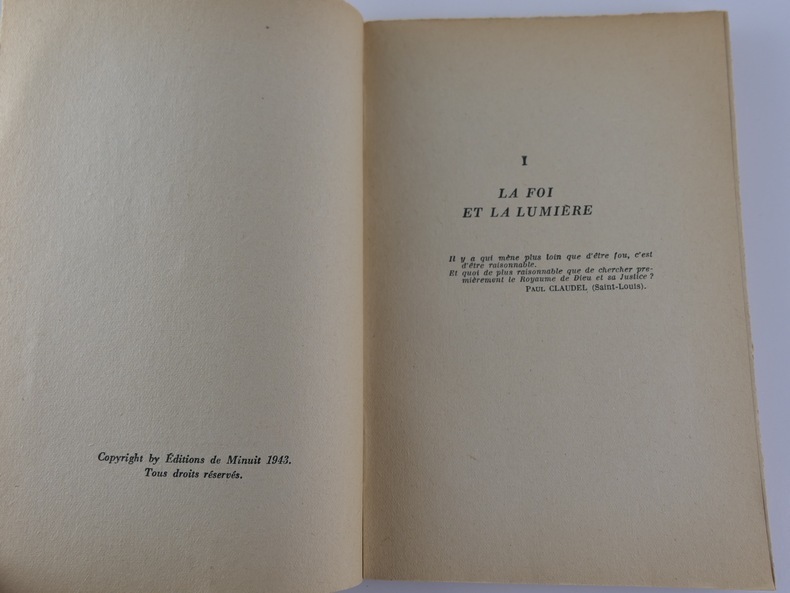 Copyright by Éditions de Minuit 1943.
Tous droits réservés.
I
LA FOI
ET LA LUMIÈRE
Il y a qui mène plus loin que d'être fou, c'est
d'être raisonnable.
Et quoi de plus raisonnable que de chercher pre-
mièrement le Royaume de Dieu et sa Justice ?
PAUL CLAUDEL (Saint-Louis).